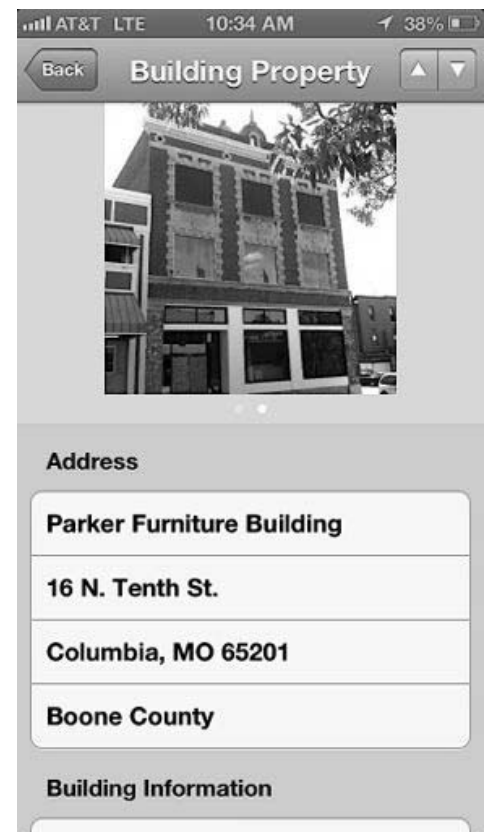 AT&T LTE 10:34 AM 38%
Back Building Property
Address
Parker Furniture Building
16 N. Tenth St.
Columbia, MO 65201
Boone County
Building Information